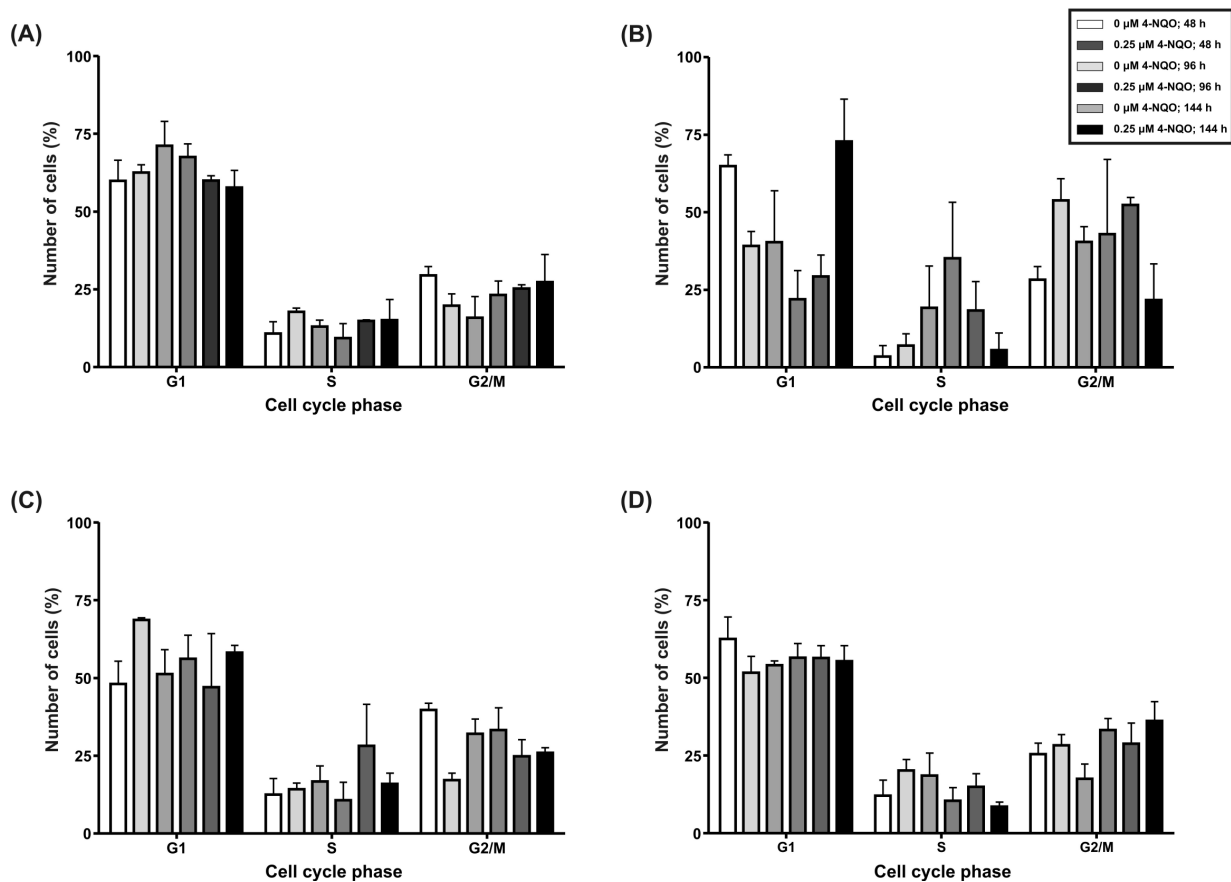 (A)
100
75
50
25
0
Number of cells (%)
G1 S G2/M
Cell cycle phase
(B)
100
75
50
25
0
Number of cells (%)
G1 S G2/M
Cell cycle phase
0 µM 4-NQO; 48 h
0.25 µM 4-NQO; 48 h
0 µM 4-NQO; 96 h
0.25 µM 4-NQO; 96 h
0 µM 4-NQO; 144 h
0.25 µM 4-NQO; 144 h
(C)
100
75
50
25
0
Number of cells (%)
G1 S G2/M
Cell cycle phase
(D)
100
75
50
25
0
Number of cells (%)
G1 S G2/M
Cell cycle phase